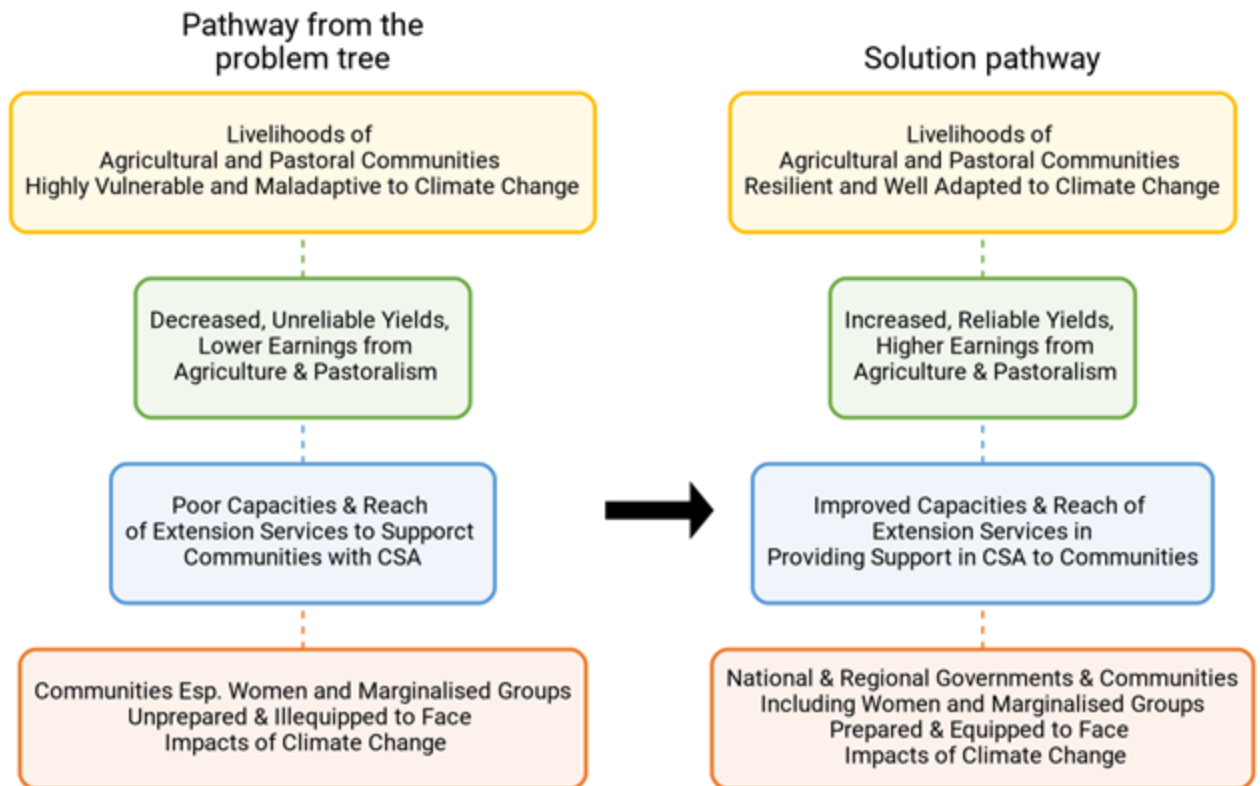 Pathway from the
problem tree
Livelihoods of
Agricultural and Pastoral Communities
Highly Vulnerable and Maladaptive to Climate Change
Decreased, Unreliable Yields,
Lower Earnings from
Agriculture & Pastoralism
Poor Capacities & Reach
of Extension Services to Supporct
Communities with CSA
Communities Esp. Women and Marginalised Groups
Unprepared & Illequipped to Face
Impacts of Climate Change
Solution pathway
Livelihoods of
Agricultural and Pastoral Communities
Resilient and Well Adapted to Climate Change
Increased, Reliable Yields,
Higher Earnings from
Agriculture & Pastoralism
Improved Capacities & Reach of
Extension Services in
Providing Support in CSA to Communities
National & Regional Governments & Communities
Including Women and Marginalised Groups
Prepared & Equipped to Face
Impacts of Climate Change